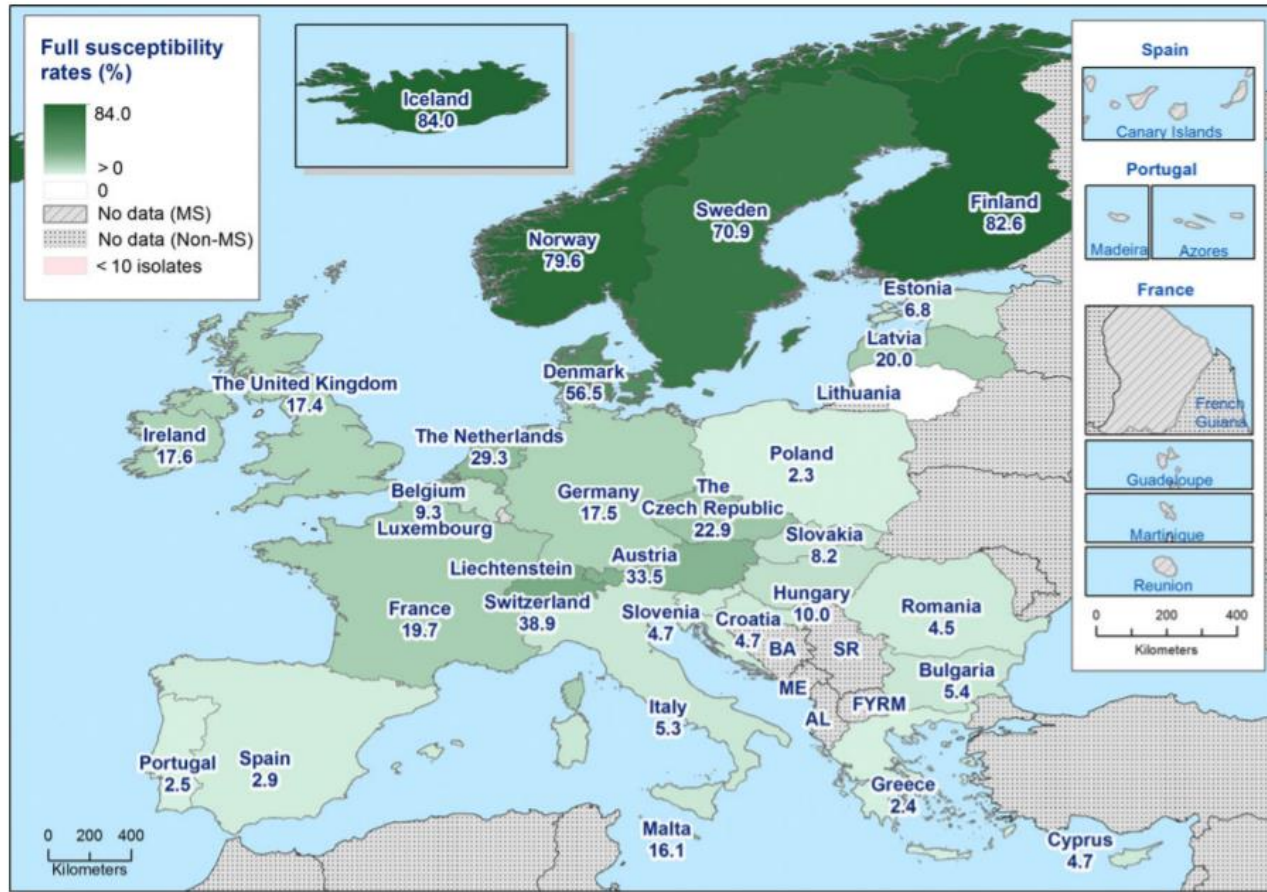 Full susceptibility
rates (%)
84.0
> 0
0
No data (MS)
No data (Non-MS)
< 10 isolates
Iceland
84.0
Norway
79.6
Sweden
70.9
Finland
82.6
Estonia
6.8
Latvia
20.0
Lithuania
Denmark
56.5
The United Kingdom
17.4
Ireland
17.6
The Netherlands
29.3
Belgium
9.3
Luxembourg
Germany
17.5
Poland
2.3
The
Czech Republic
22.9
Slovakia
8.2
Austria
33.5
Liechtenstein
Switzerland
38.9
France
19.7
Hungary
10.0
Romania
4.5
Slovenia
4.7
Croatia
4.7
BA
SR
ME
FYRM
AL
Bulgaria
5.4
Italy
5.3
Portugal
2.5
Spain
2.9
Greece
2.4
Malta
16.1
Cyprus
4.7
0 200 400
Kilometers
Spain
Canary Islands
Portugal
Madeira
Azores
France
French
Guiana
Guadeloupe
Martinique
Reunion
0 200 400
Kilometers